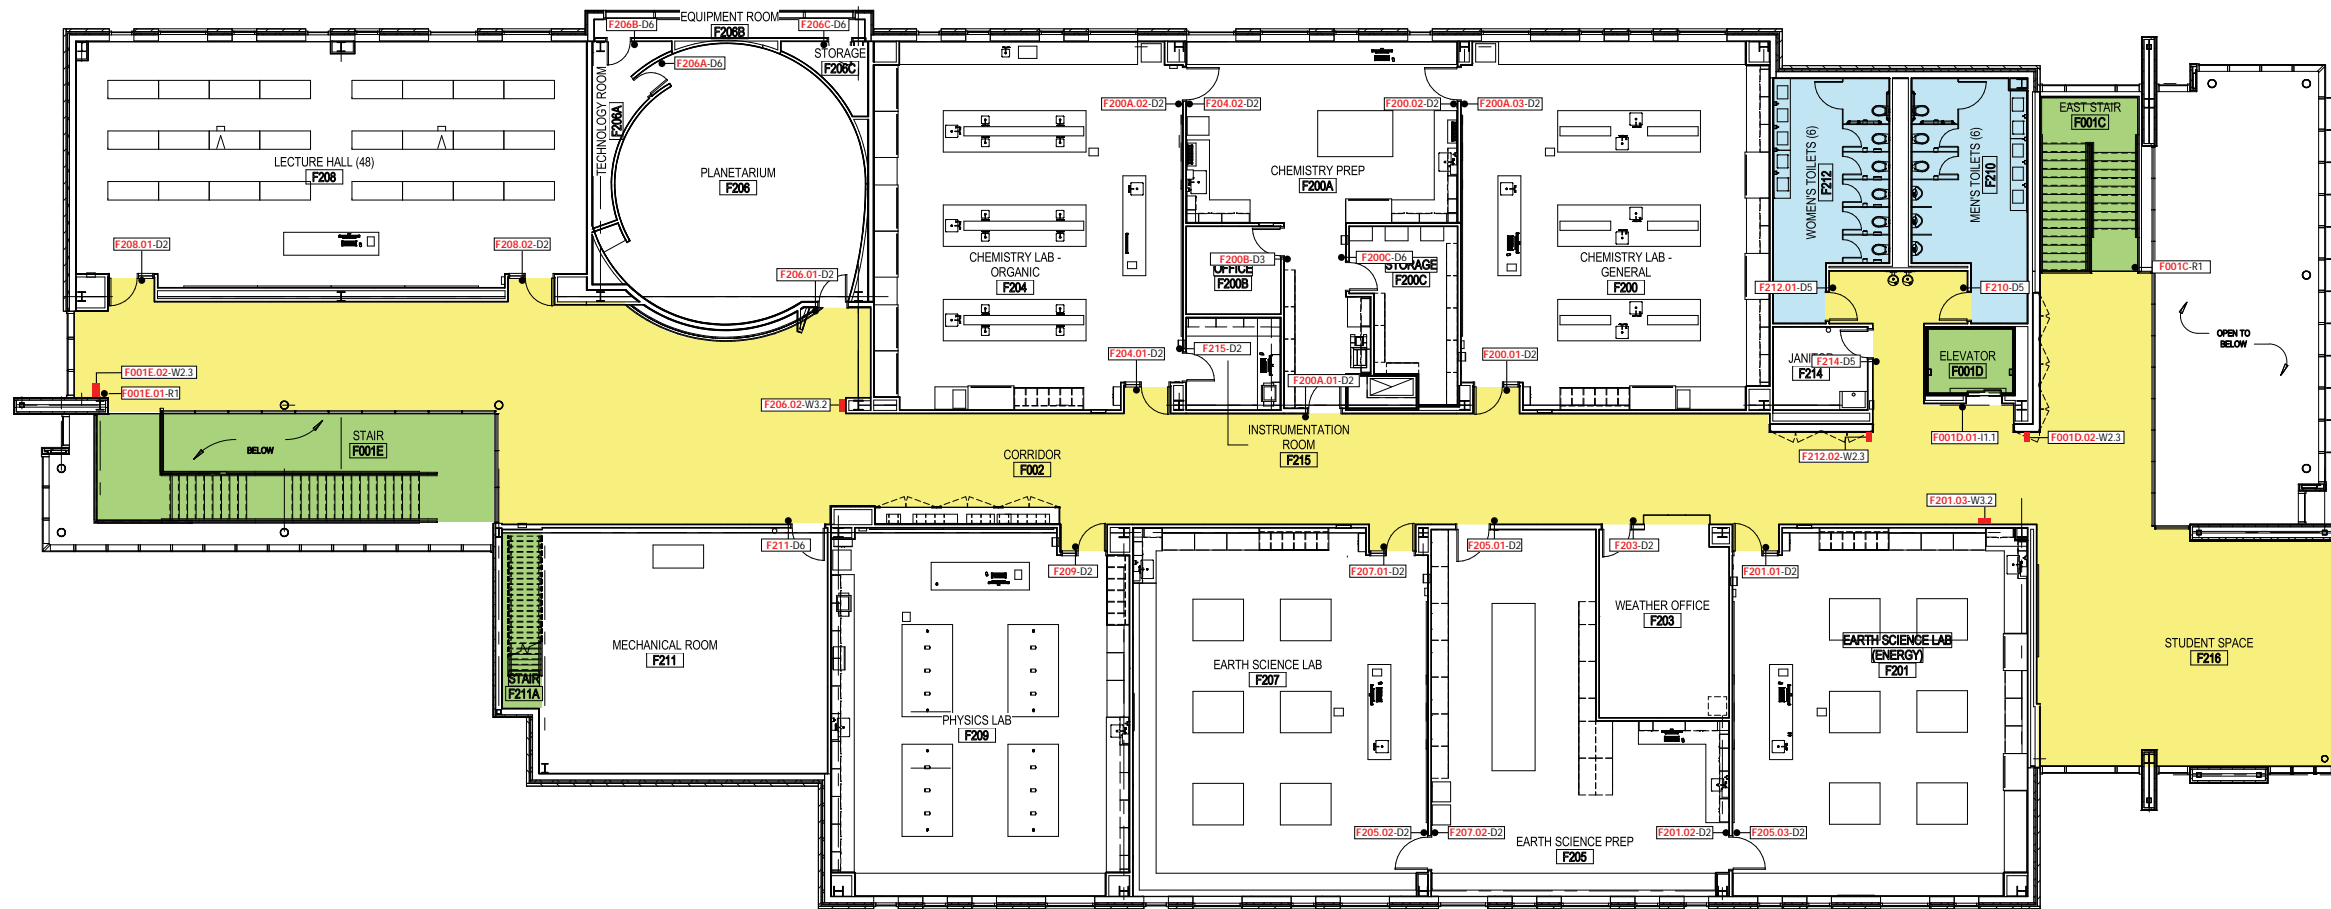 EQUIPMENT ROOM
F206B
F206B-D6
F206C-D6
STORAGE
F206C
F206A-D6
TECHNOLOGY ROOM
F206A
PLANETARIUM
F206
LECTURE HALL (48)
F208
F208.01-D2
F208.02-D2
F206.01-D2
F200A.02-D2
F204.02-D2
F200.02-D2
F200A.03-D2
CHEMISTRY PREP
F200A
CHEMISTRY LAB -
ORGANIC
F204
F200B-D3
OFFICE
F200B
F200C-D6
STORAGE
F200C
CHEMISTRY LAB -
GENERAL
F200
WOMEN'S TOILETS (6)
F212
MEN'S TOILETS (6)
F210
EAST STAIR
F001C
F001C-R1
F212.01-D5
F210-D5
OPEN TO
BELOW
F204.01-D2
F215-D2
F200A.01-D2
F200.01-D2
F214-D5
F214
ELEVATOR
F001D
F001E.02-W2.3
F001E.01-R1
F206.02-W3.2
STAIR
F001E
BELOW
CORRIDOR
F002
INSTRUMENTATION
ROOM
F215
F001D.01-I1.1
F001D.02-W2.3
F212.02-W2.3
F201.03-W3.2
F211-D6
F209-D2
F207.01-D2
F205.01-D2
F203-D2
F201.01-D2
WEATHER OFFICE
F203
MECHANICAL ROOM
F211
STAIR
F211A
EARTH SCIENCE LAB
F207
EARTH SCIENCE LAB
(ENERGY)
F201
STUDENT SPACE
F216
PHYSICS LAB
F209
F205.02-D2
F207.02-D2
F201.02-D2
F205.03-D2
EARTH SCIENCE PREP
F205